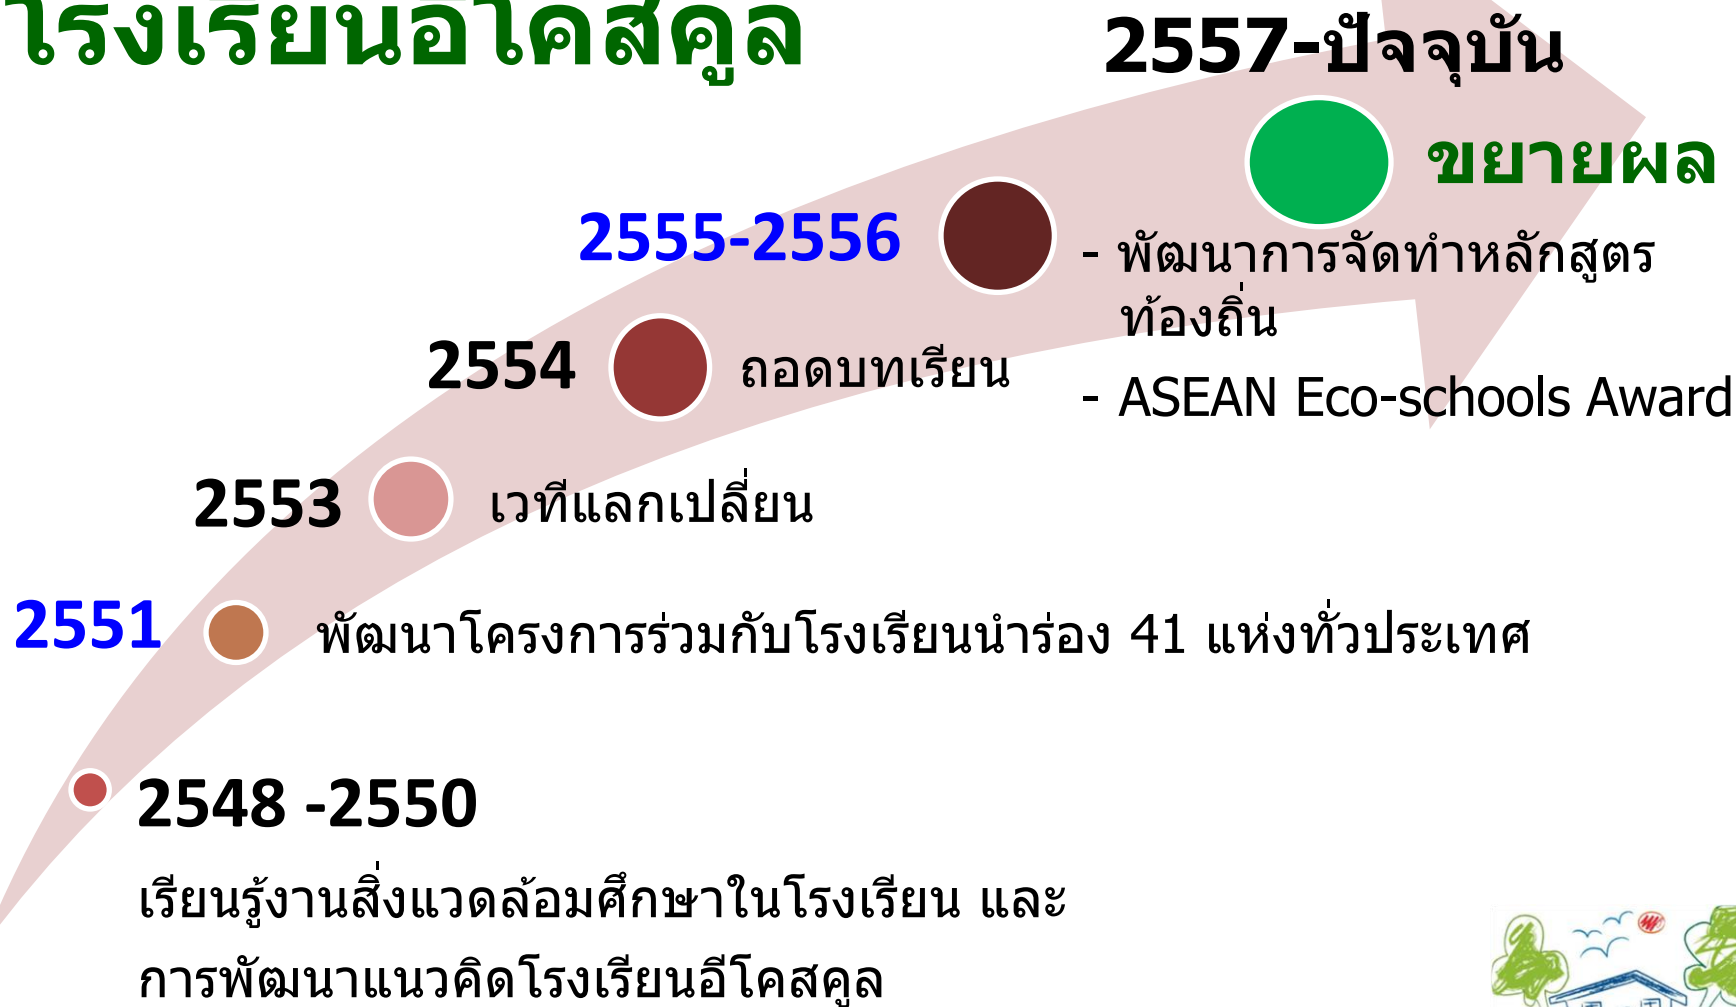 โรงเรียนอีโคสคูล
2557-ปัจจุบัน
ขยายผล
2555-2556
- พัฒนาการจัดทำหลักสูตร
ท้องถิ่น
- ASEAN Eco-schools Award
2554
ถอดบทเรียน
2553
เวทีแลกเปลี่ยน
2551
พัฒนาโครงการร่วมกับโรงเรียนนำร่อง 41 แห่งทั่วประเทศ
2548 -2550
เรียนรู้งานสิ่งแวดล้อมศึกษาในโรงเรียน และ
การพัฒนาแนวคิดโรงเรียนอีโคสคูล